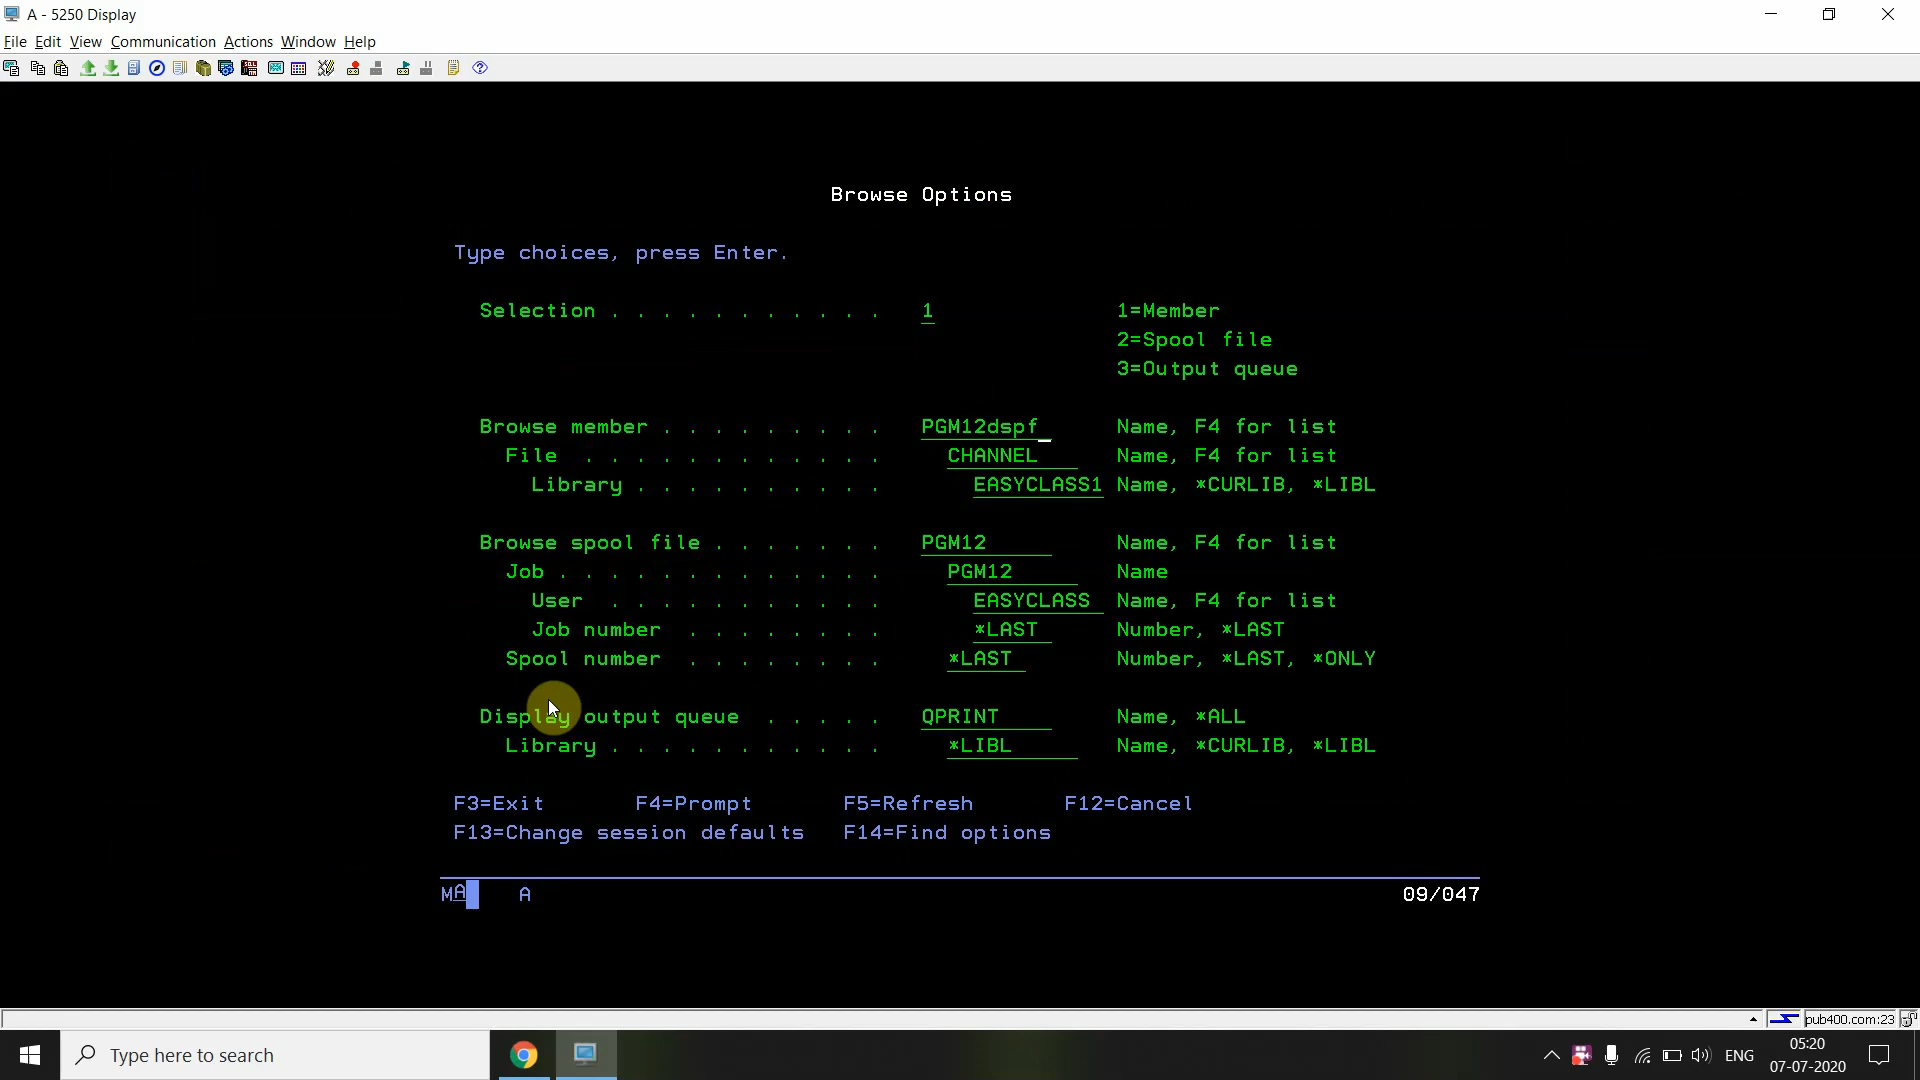 A - 5250 Display
File Edit View Communication Actions Window Help
Browse Options
Type choices, press Enter.
Selection . . . . . . . . . . . 1 1=Member
2=Spool file
3=Output queue
Browse member . . . . . . . . . PGM12dspf_ Name, F4 for list
File . . . . . . . . . . . . CHANNEL Name, F4 for list
Library . . . . . . . . . . EASYCLASS1 Name, *CURLIB, *LIBL
Browse spool file . . . . . . . PGM12 Name, F4 for list
Job . . . . . . . . . . . . . PGM12 Name
User . . . . . . . . . . . EASYCLASS Name, F4 for list
Job number . . . . . . . . *LAST Number, *LAST
Spool number . . . . . . . . *LAST Number, *LAST, *ONLY
Display output queue . . . . . QPRINT Name, *ALL
Library . . . . . . . . . . . *LIBL Name, *CURLIB, *LIBL
F3=Exit F4=Prompt F5=Refresh F12=Cancel
F13=Change session defaults F14=Find options
MA A 09/047
pub400.com:23
Type here to search
ENG
05:20
07-07-2020